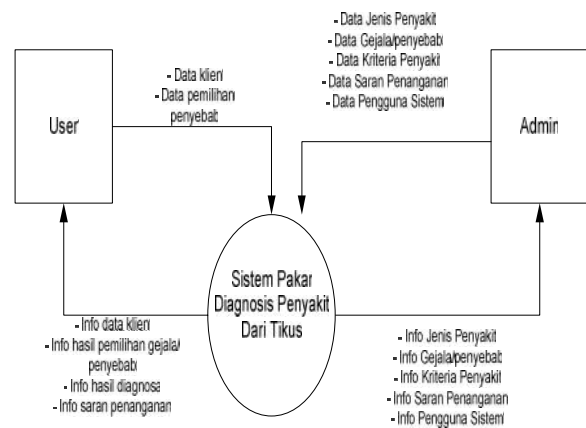 - Data Jenis Penyakit
- Data Gejala/penyebab
- Data Kriteria Penyakit
- Data Saran Penanganan
- Data Pengguna Sistem
- Data klien
- Data pemilihan
penyebab
User
Admin
Sistem Pakar
Diagnosis Penyakit
Dari Tikus
- Info data klien
- Info hasil pemilihan gejala/
penyebab
- Info hasil diagnosa
- Info saran penanganan
- Info Jenis Penyakit
- Info Gejala/penyebab
- Info Kriteria Penyakit
- Info Saran Penanganan
- Info Pengguna Sistem